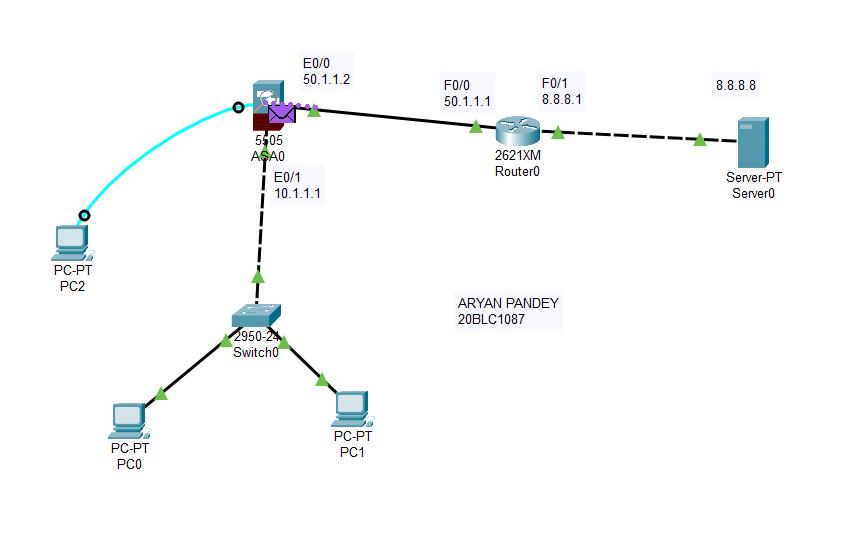 E0/0
50.1.1.2
F0/0
50.1.1.1
F0/1
8.8.8.1
8.8.8.8
5505
ASA0
2621XM
Router0
Server-PT
Server0
E0/1
10.1.1.1
PC-PT
PC2
ARYAN PANDEY
20BLC1087
2950-24
Switch0
PC-PT
PC0
PC-PT
PC1